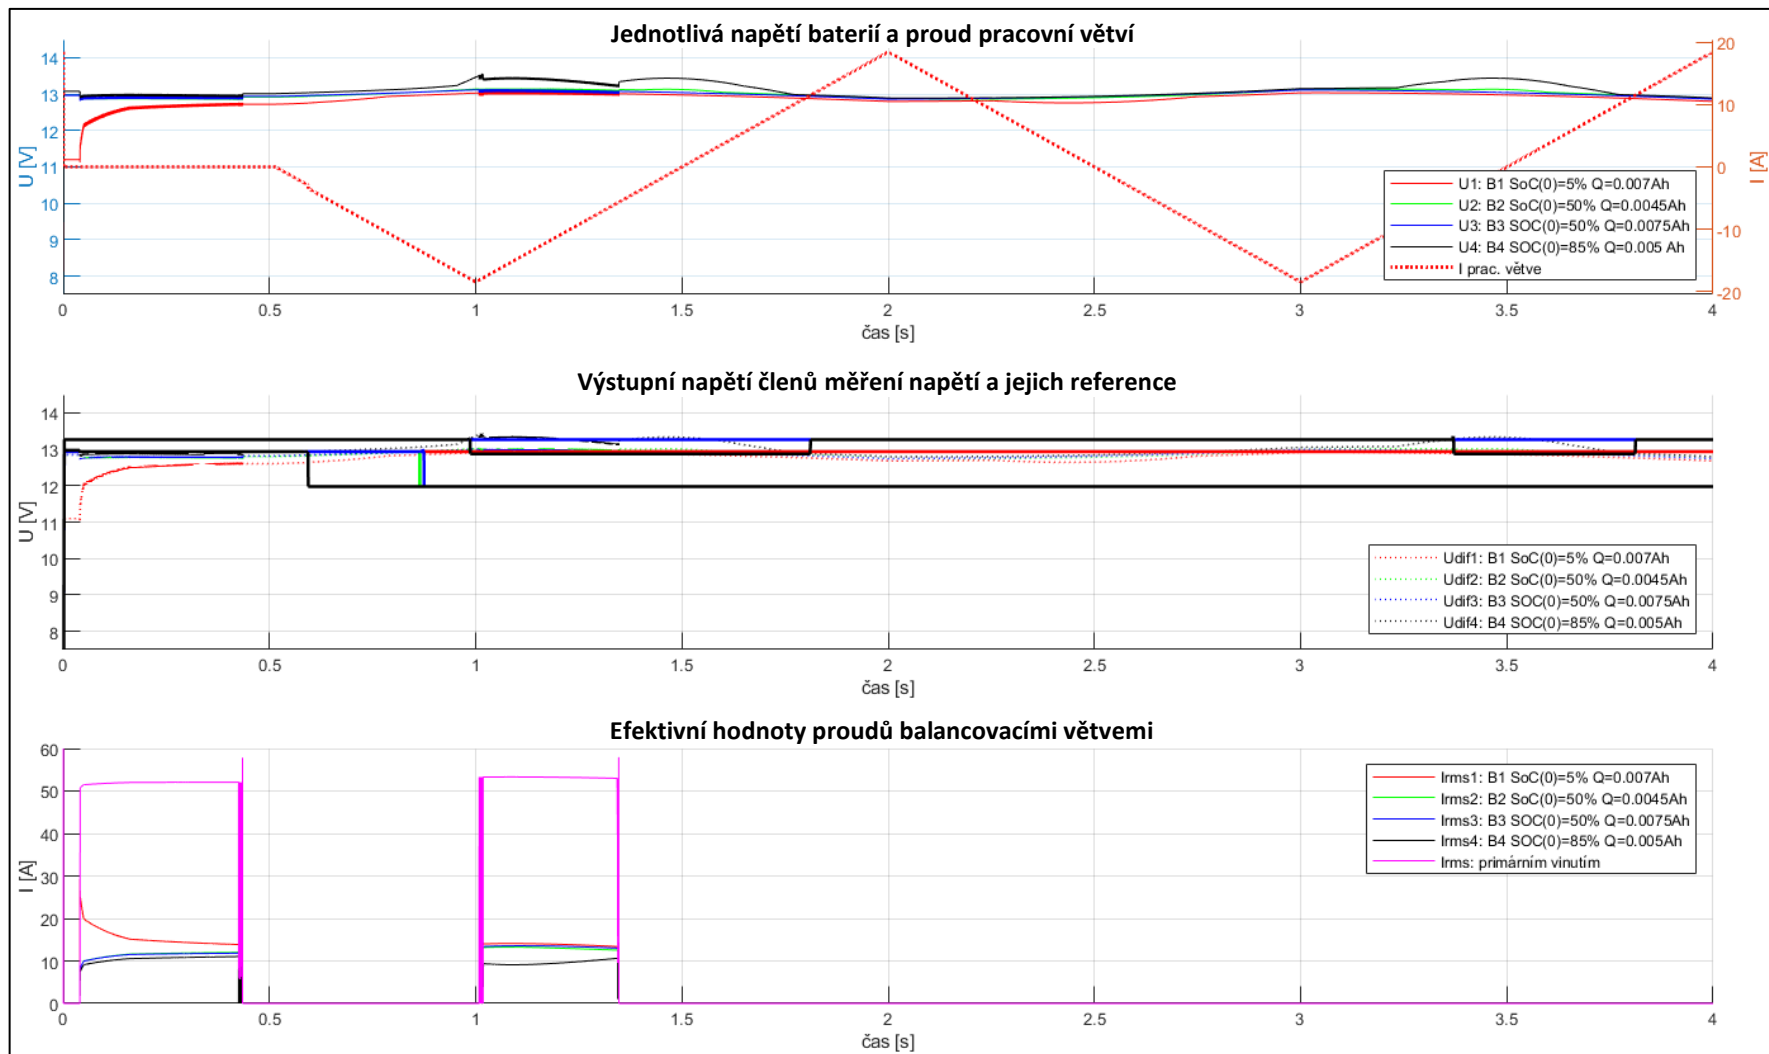 Jednotlivá napětí baterií a proud pracovní větví
14
13
12
11
10
9
8
U [V]
20
10
0
-10
-20
I [A]
U1: B1 SoC(0)=5% Q=0.007Ah
U2: B2 SoC(0)=50% Q=0.0045Ah
U3: B3 SOC(0)=50% Q=0.0075Ah
U4: B4 SOC(0)=85% Q=0.005 Ah
I prac. větve
0 0.5 1 1.5 2 2.5 3 3.5 4
čas [s]
Výstupní napětí členů měření napětí a jejich reference
14
13
12
11
10
9
8
U [V]
Udif1: B1 SoC(0)=5% Q=0.007Ah
Udif2: B2 SoC(0)=50% Q=0.0045Ah
Udif3: B3 SOC(0)=50% Q=0.0075Ah
Udif4: B4 SOC(0)=85% Q=0.005Ah
0 0.5 1 1.5 2 2.5 3 3.5 4
čas [s]
Efektivní hodnoty proudů balancovacími větvemi
60
50
40
30
20
10
0
I [A]
Irms1: B1 SoC(0)=5% Q=0.007Ah
Irms2: B2 SoC(0)=50% Q=0.0045Ah
Irms3: B3 SOC(0)=50% Q=0.0075Ah
Irms4: B4 SOC(0)=85% Q=0.005Ah
Irms: primárním vinutím
0 0.5 1 1.5 2 2.5 3 3.5 4
čas [s]